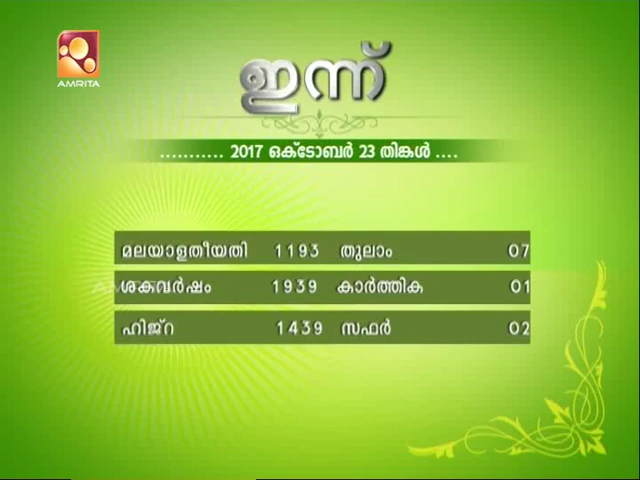 AMRITA
ഇന്ന്
........... 2017 ഒക്ടോബർ 23 തിങ്കൾ ....
മലയാളതീയതി 1193 തുലാം 07
ശകവർഷം 1939 കാർത്തിക 01
ഹിജ്റ 1439 സഫർ 02